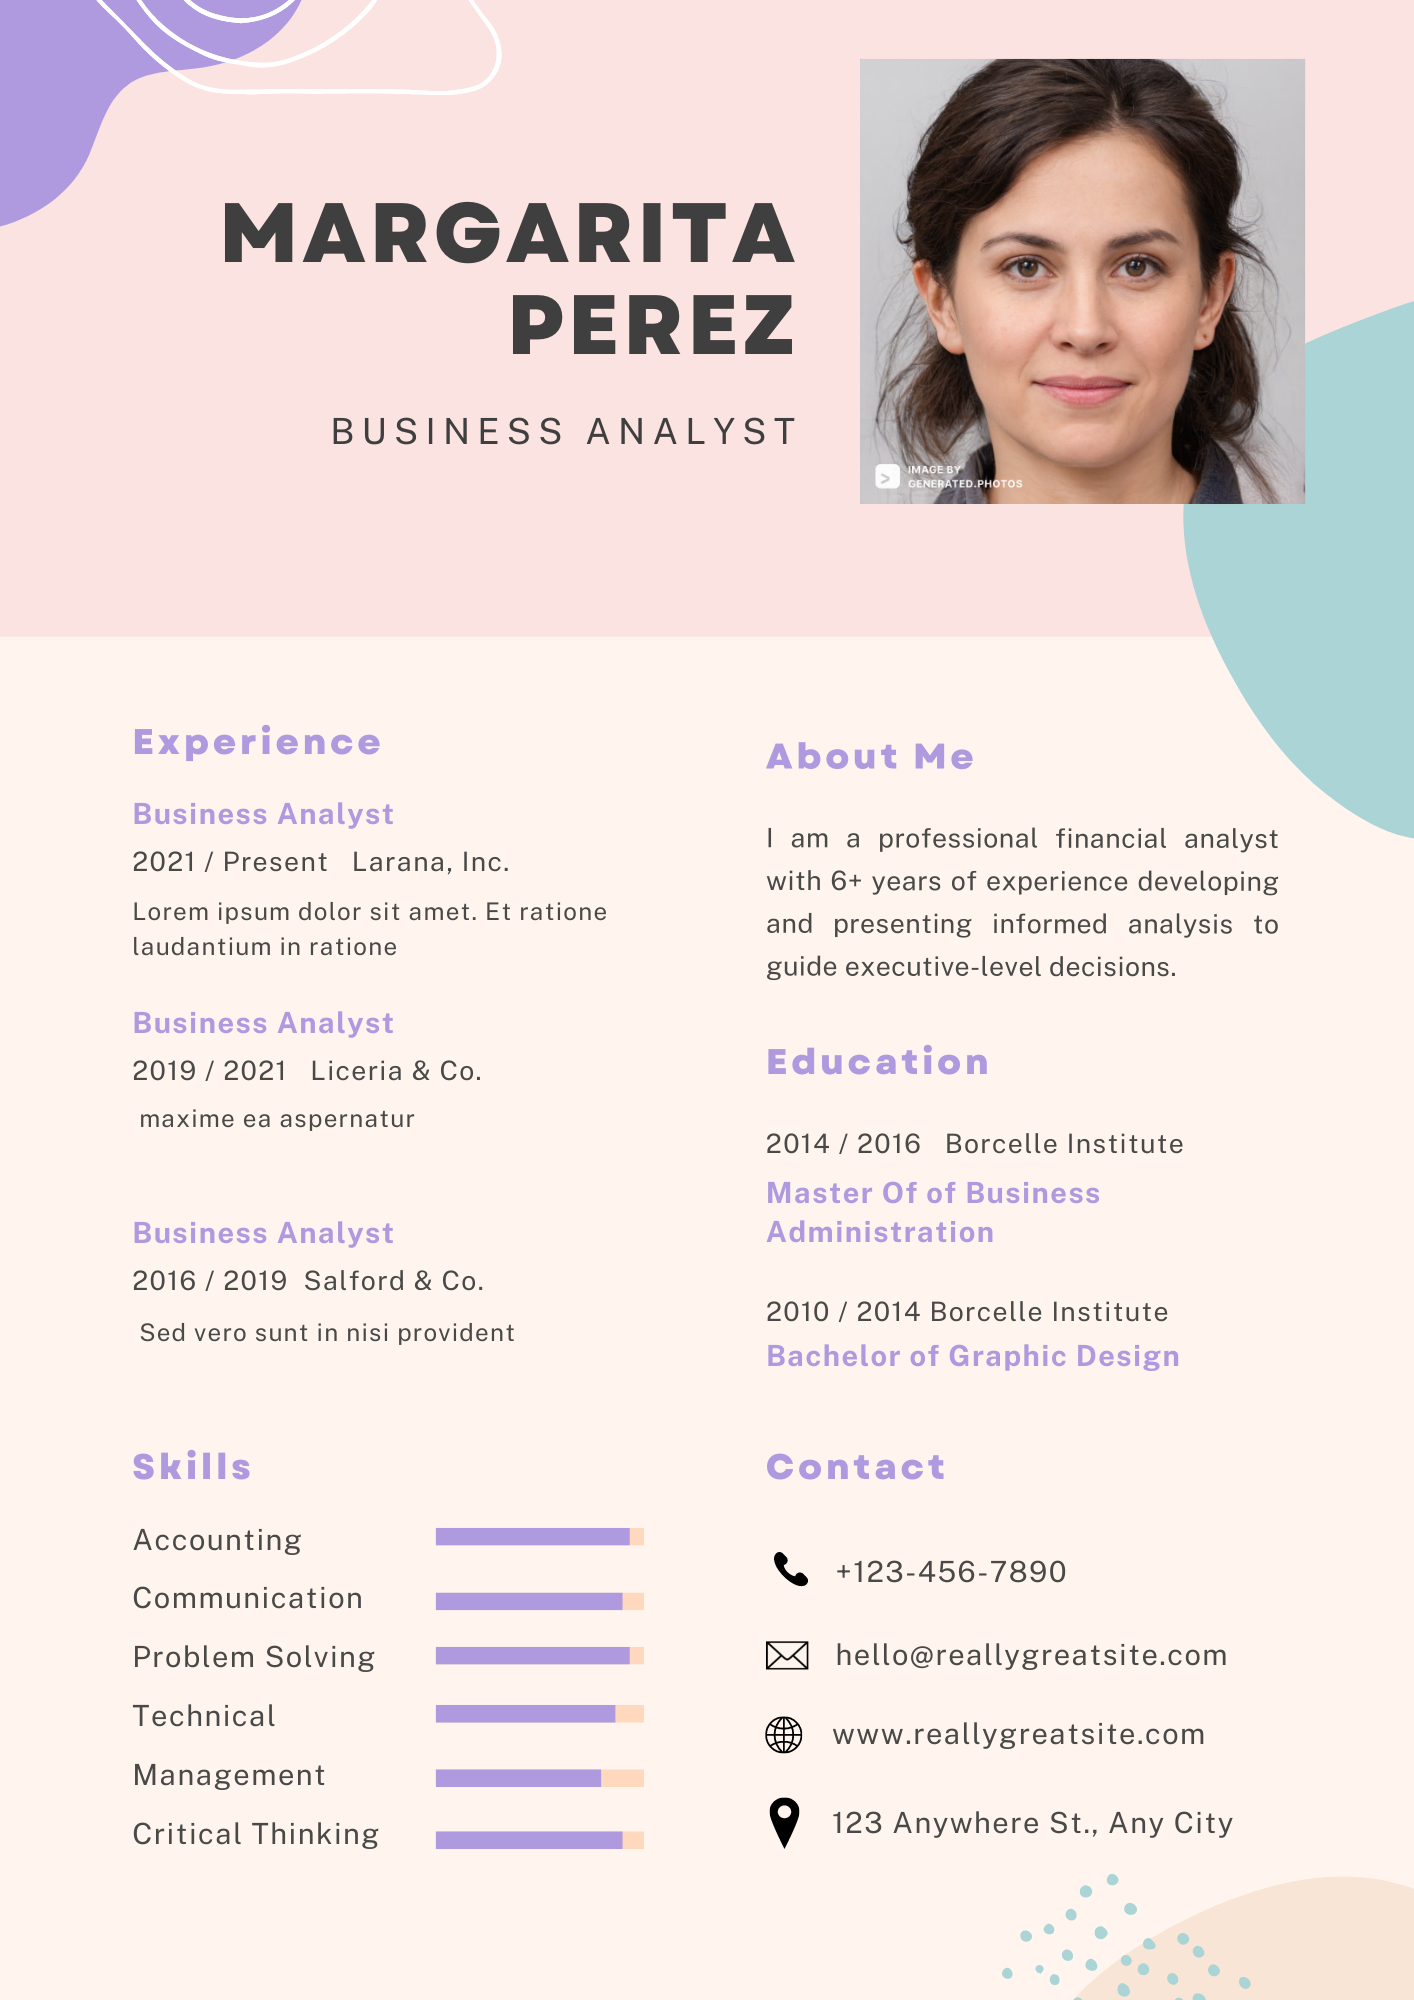 MARGARITA
PEREZ
BUSINESS ANALYST
IMAGE BY
GENERATED.PHOTOS
Experience
Business Analyst
2021 / Present Larana, Inc.
Lorem ipsum dolor sit amet. Et ratione
laudantium in ratione
Business Analyst
2019 / 2021 Liceria & Co.
maxime ea aspernatur
Business Analyst
2016 / 2019 Salford & Co.
Sed vero sunt in nisi provident
Skills
Accounting
Communication
Problem Solving
Technical
Management
Critical Thinking
About Me
I am a professional financial analyst
with 6+ years of experience developing
and presenting informed analysis to
guide executive-level decisions.
Education
2014 / 2016 Borcelle Institute
Master Of of Business
Administration
2010 / 2014 Borcelle Institute
Bachelor of Graphic Design
Contact
+123-456-7890
hello@reallygreatsite.com
www.reallygreatsite.com
123 Anywhere St., Any City